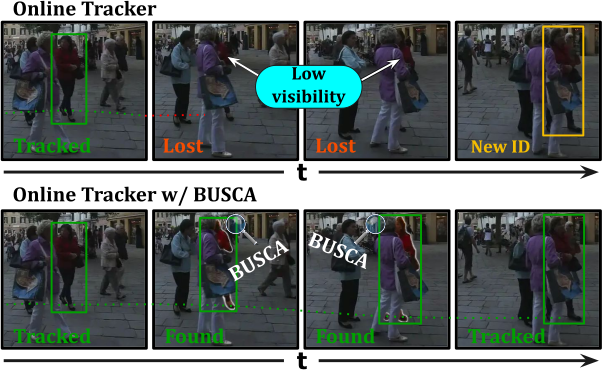 Online Tracker
Low
visibility
Tracked
Lost
Lost
New ID
t
Online Tracker w/ BUSCA
BUSCA
BUSCA
Tracked
Found
Found
Tracked
t